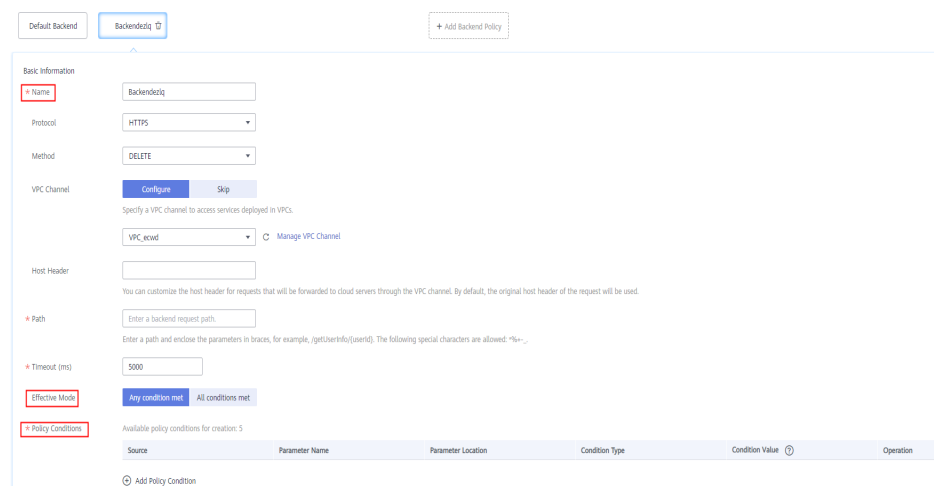 Default Backend Backendezlq + Add Backend Policy
Basic Information
* Name Backendezlq
Protocol HTTPS
Method DELETE
VPC Channel Configure Skip
Specify a VPC channel to access services deployed in VPCs.
VPC_ecwd Manage VPC Channel
Host Header
You can customize the host header for requests that will be forwarded to cloud servers through the VPC channel. By default, the original host header of the request will be used.
* Path Enter a backend request path.
Enter a path and enclose the parameters in braces, for example, /getUserInfo/{userId}. The following special characters are allowed: *%+-_.
* Timeout (ms) 5000
Effective Mode Any condition met All conditions met
* Policy Conditions Available policy conditions for creation: 5
Source Parameter Name Parameter Location Condition Type Condition Value ? Operation
+ Add Policy Condition